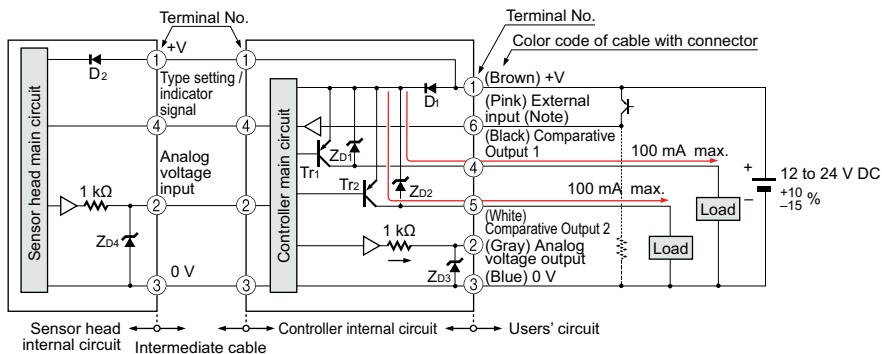 Terminal No.
Terminal No.
Color code of cable with connector
+V
1
1
D2
Type setting / indicator signal
4
4
Analog voltage input
1 kΩ
2
2
ZD4
0 V
3
3
Sensor head main circuit
Controller main circuit
D1
1
(Brown) +V
(Pink) External input (Note)
6
(Black) Comparative Output 1
ZD1
Tr1
4
100 mA max.
Tr2
ZD2
100 mA max.
5
(White) Comparative Output 2
1 kΩ
2
(Gray) Analog voltage output
ZD3
3
(Blue) 0 V
Load
Load
+
–
12 to 24 V DC
+10
–15 %
Sensor head internal circuit
Intermediate cable
Controller internal circuit
Users' circuit